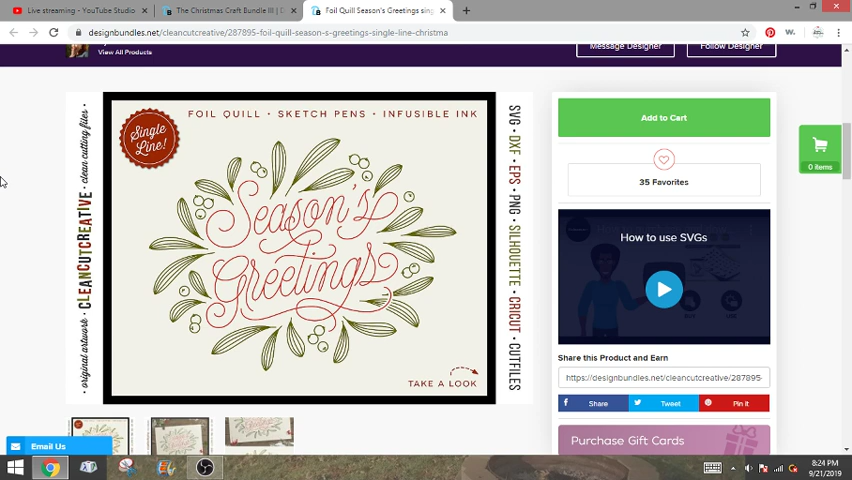 Live streaming - YouTube Studio
The Christmas Craft Bundle III | D
Foil Quill Season's Greetings sin
designbundles.net/cleancutcreative/287895-foil-quill-season-s-greetings-single-line-christma
View All Products
Message Designer
Follow Designer
FOIL QUILL • SKETCH PENS • INFUSIBLE INK
Single Line!
Season's
Greetings
TAKE A LOOK
original artwork • CLEANCUTCREATIVE • clean cutting files •
SVG • DXF • EPS • PNG • SILHOUETTE • CRICUT • CUTFILES
Add to Cart
35 Favorites
0 items
How to use SVGs
Share this Product and Earn
https://designbundles.net/cleancutcreative/287895-
Share
Tweet
Pin it
Purchase Gift Cards
Email Us
8:24 PM
9/21/2019